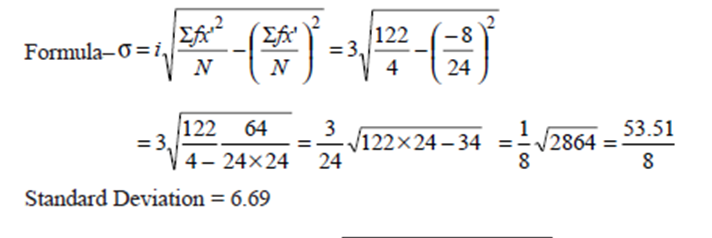 Formula– σ = i√(Σfx'²/N − (Σfx'/N)²) = 3√(122/4 − (−8/24)²)
= 3√(122/4 − 64/24×24) = 3/24 √122×24 – 34 = 1/8 √2864 = 53.51/8
Standard Deviation = 6.69